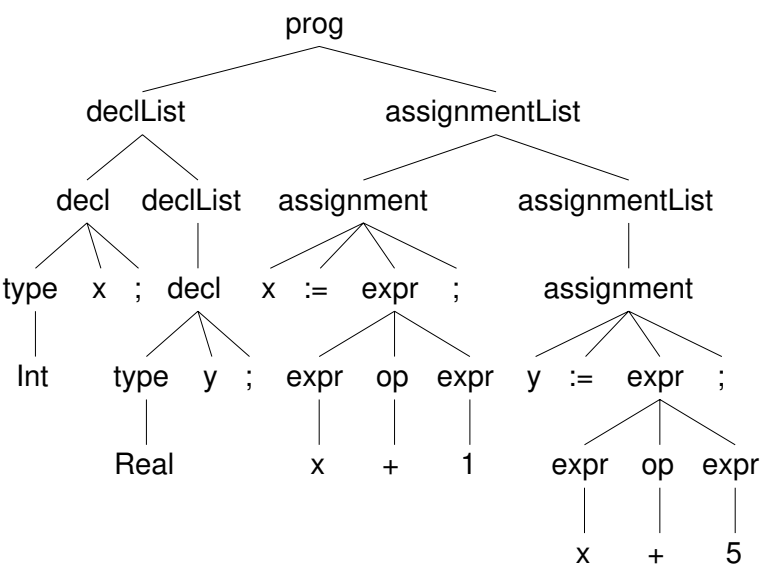 prog
declList assignmentList
decl declList assignment assignmentList
type x ; decl x := expr ; assignment
Int type y ; expr op expr y := expr ;
Real x + 1 expr op expr
x + 5